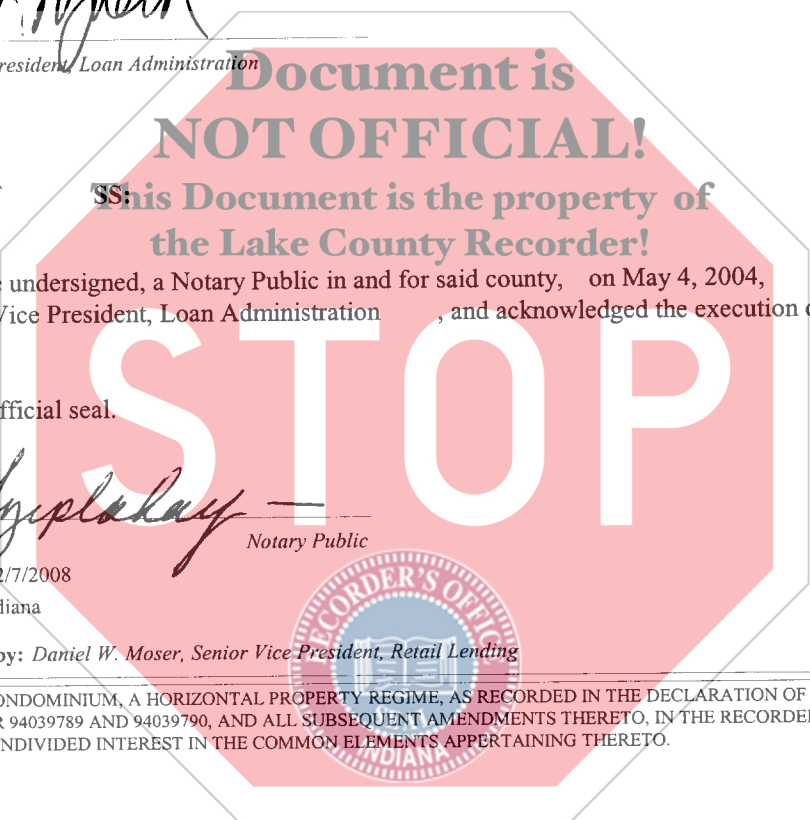 resident, Loan Administration
Document is
NOT OFFICIAL!
SS:
This Document is the property of
the Lake County Recorder!
undersigned, a Notary Public in and for said county, on May 4, 2004,
Vice President, Loan Administration , and acknowledged the execution
fficial seal.
STOP
Notary Public
2/7/2008
diana
RECORDER'S OFFICE
by: Daniel W. Moser, Senior Vice President, Retail Lending
ONDOMINIUM, A HORIZONTAL PROPERTY REGIME, AS RECORDED IN THE DECLARATION OF
R 94039789 AND 94039790, AND ALL SUBSEQUENT AMENDMENTS THERETO, IN THE RECORDE
NDIVIDED INTEREST IN THE COMMON ELEMENTS APPERTAINING THERETO.
INDIANA